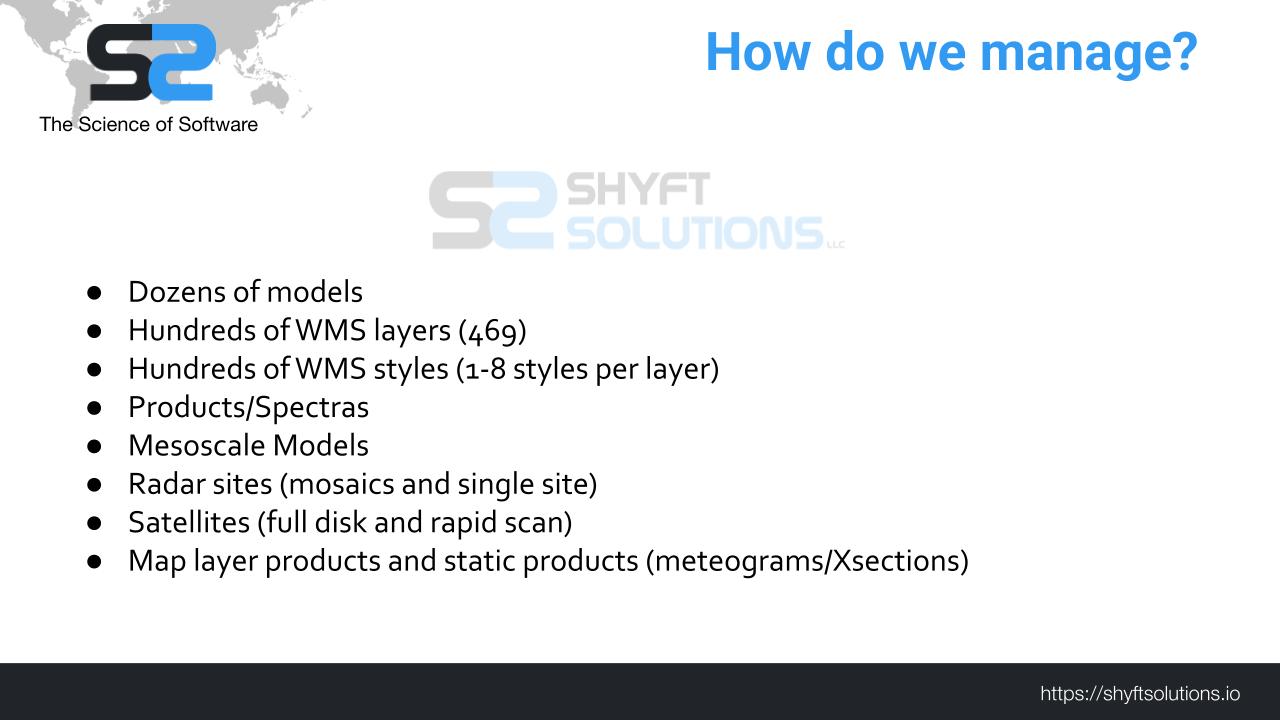 How do we manage?
S2
The Science of Software
S2 SHYFT
SOLUTIONS LLC
● Dozens of models
● Hundreds of WMS layers (469)
● Hundreds of WMS styles (1-8 styles per layer)
● Products/Spectras
● Mesoscale Models
● Radar sites (mosaics and single site)
● Satellites (full disk and rapid scan)
● Map layer products and static products (meteograms/Xsections)
https://shyftsolutions.io